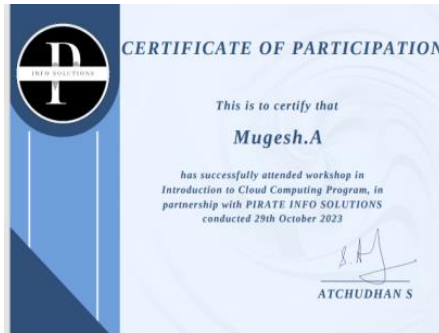 P
INFO SOLUTIONS
CERTIFICATE OF PARTICIPATION
This is to certify that
Mugesh.A
has successfully attended workshop in
Introduction to Cloud Computing Program, in
partnership with PIRATE INFO SOLUTIONS
conducted 29th October 2023
ATCHUDHAN S